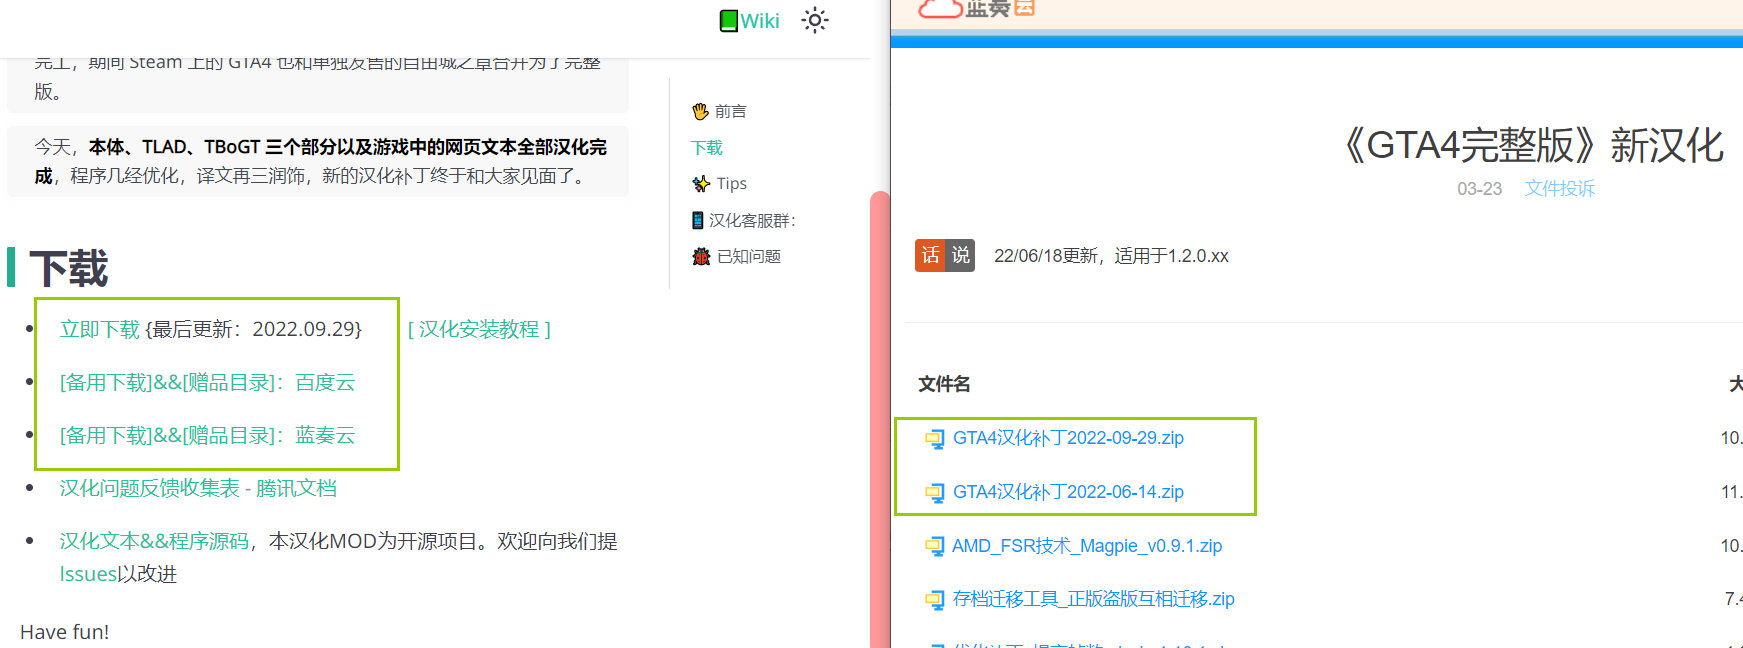 Wiki
完工，期间 Steam 上的 GTA4 也和单独发售的自由城之章合并为了完整
版。
今天，本体、TLAD、TBoGT 三个部分以及游戏中的网页文本全部汉化完
成，程序几经优化，译文再三润饰，新的汉化补丁终于和大家见面了。
下载
立即下载 {最后更新：2022.09.29} [ 汉化安装教程 ]
[备用下载]&&[赠品目录]：百度云
[备用下载]&&[赠品目录]：蓝奏云
汉化问题反馈收集表 - 腾讯文档
汉化文本&&程序源码，本汉化MOD为开源项目。欢迎向我们提
Issues以改进
Have fun!
前言
下载
Tips
汉化客服群：
已知问题
蓝奏云
《GTA4完整版》新汉化
03-23 文件投诉
话说 22/06/18更新，适用于1.2.0.xx
文件名 大
GTA4汉化补丁2022-09-29.zip 10.
GTA4汉化补丁2022-06-14.zip 11.
AMD_FSR技术_Magpie_v0.9.1.zip 10.
存档迁移工具_正版盗版互相迁移.zip 7.4